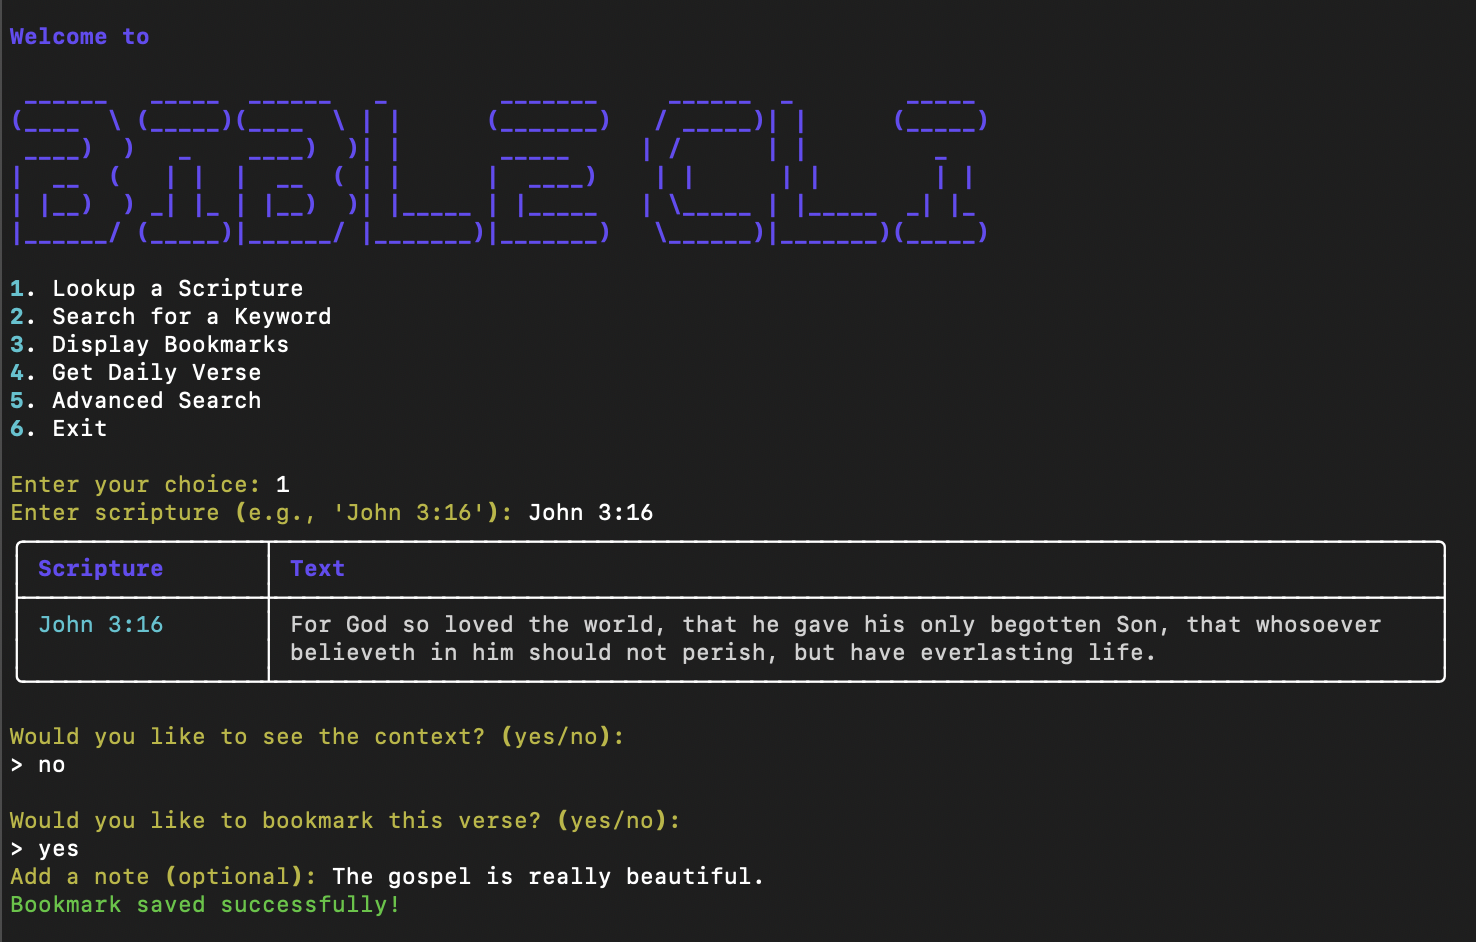 Welcome to
BIBLE CLI
1. Lookup a Scripture
2. Search for a Keyword
3. Display Bookmarks
4. Get Daily Verse
5. Advanced Search
6. Exit
Enter your choice: 1
Enter scripture (e.g., 'John 3:16'): John 3:16
Scripture Text
John 3:16 For God so loved the world, that he gave his only begotten Son, that whosoever
believeth in him should not perish, but have everlasting life.
Would you like to see the context? (yes/no):
> no
Would you like to bookmark this verse? (yes/no):
> yes
Add a note (optional): The gospel is really beautiful.
Bookmark saved successfully!